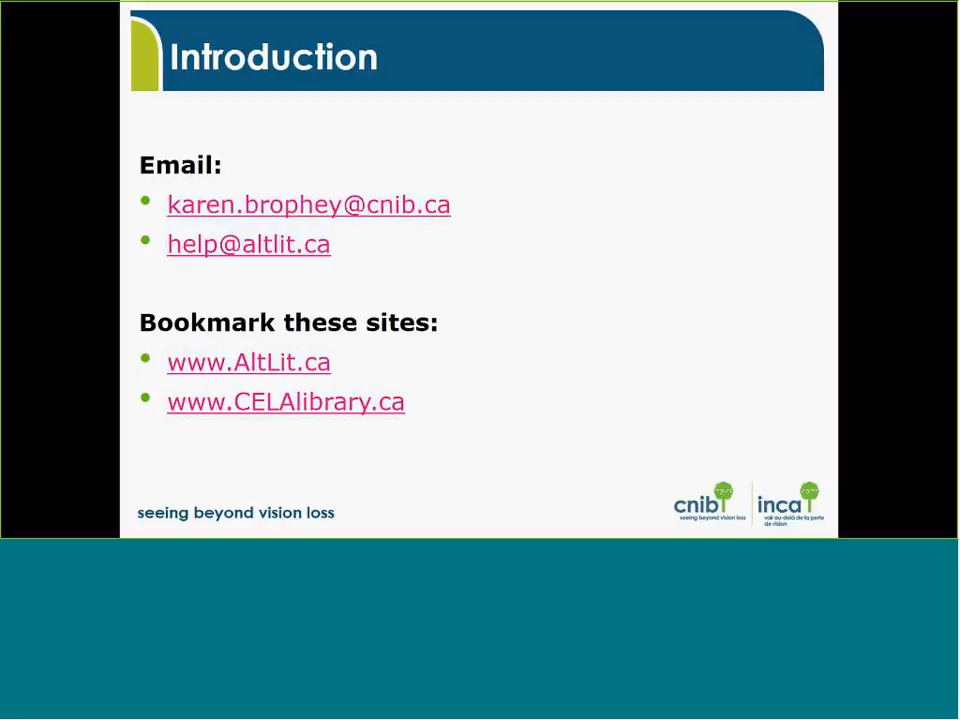 Introduction
Email:
• karen.brophey@cnib.ca
• help@altlit.ca
Bookmark these sites:
• www.AltLit.ca
• www.CELAlibrary.ca
seeing beyond vision loss
cnib
seeing beyond vision loss
inca
voir au-delà de la perte
de vision